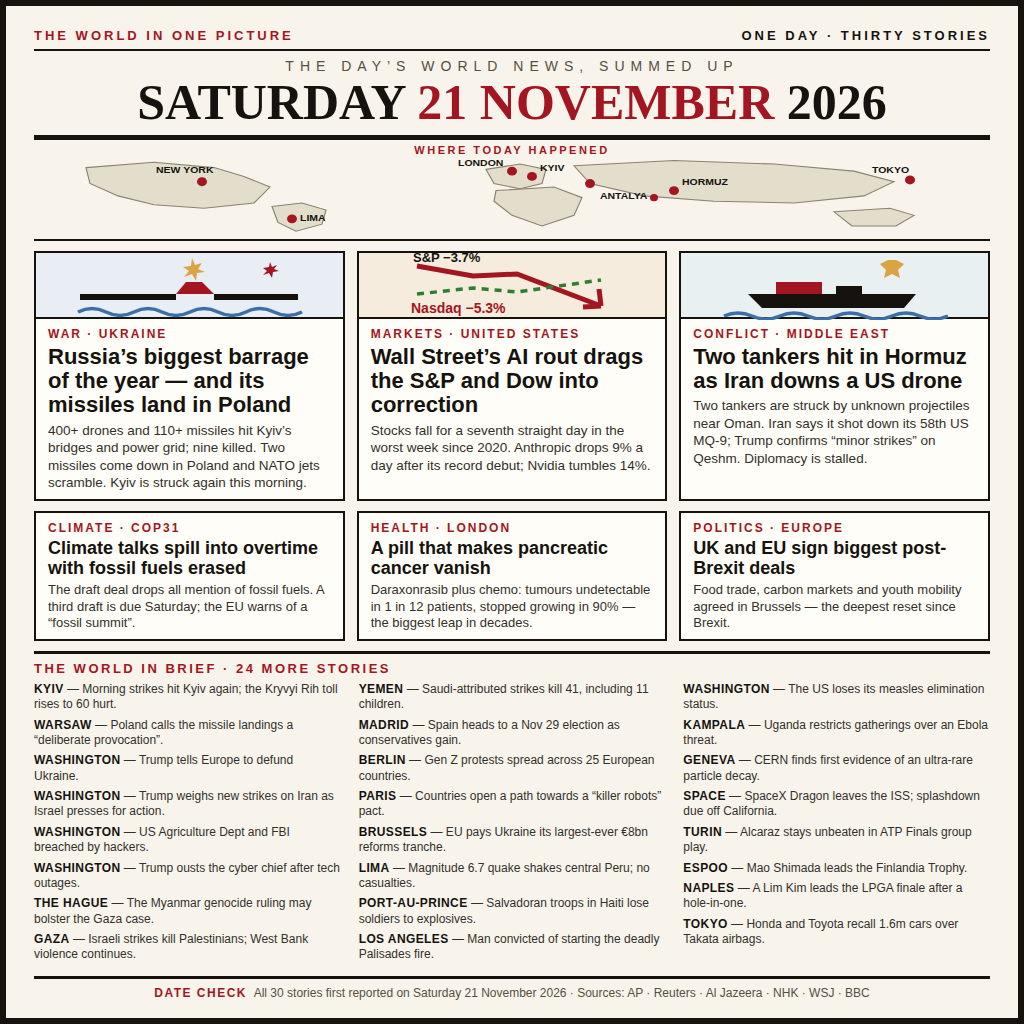 THE WORLD IN ONE PICTURE
ONE DAY · THIRTY STORIES
THE DAY’S WORLD NEWS, SUMMED UP
SATURDAY 21 NOVEMBER 2026
WHERE TODAY HAPPENED
NEW YORK
LIMA
LONDON
KYIV
ANTALYA
HORMUZ
TOKYO
WAR · UKRAINE
Russia’s biggest barrage
of the year — and its
missiles land in Poland
400+ drones and 110+ missiles hit Kyiv’s
bridges and power grid; nine killed. Two
missiles come down in Poland and NATO jets
scramble. Kyiv is struck again this morning.
S&P −3.7%
Nasdaq −5.3%
MARKETS · UNITED STATES
Wall Street’s AI rout drags
the S&P and Dow into
correction
Stocks fall for a seventh straight day in the
worst week since 2020. Anthropic drops 9% a
day after its record debut; Nvidia tumbles 14%.
CONFLICT · MIDDLE EAST
Two tankers hit in Hormuz
as Iran downs a US drone
Two tankers are struck by unknown projectiles
near Oman. Iran says it shot down its 58th US
MQ-9; Trump confirms “minor strikes” on
Qeshm. Diplomacy is stalled.
CLIMATE · COP31
Climate talks spill into overtime
with fossil fuels erased
The draft deal drops all mention of fossil fuels. A
third draft is due Saturday; the EU warns of a
“fossil summit”.
HEALTH · LONDON
A pill that makes pancreatic
cancer vanish
Daraxonrasib plus chemo: tumours undetectable
in 1 in 12 patients, stopped growing in 90% —
the biggest leap in decades.
POLITICS · EUROPE
UK and EU sign biggest post-
Brexit deals
Food trade, carbon markets and youth mobility
agreed in Brussels — the deepest reset since
Brexit.
THE WORLD IN BRIEF · 24 MORE STORIES
KYIV — Morning strikes hit Kyiv again; the Kryvyi Rih toll
rises to 60 hurt.
WARSAW — Poland calls the missile landings a
“deliberate provocation”.
WASHINGTON — Trump tells Europe to defund
Ukraine.
WASHINGTON — Trump weighs new strikes on Iran as
Israel presses for action.
WASHINGTON — US Agriculture Dept and FBI
breached by hackers.
WASHINGTON — Trump ousts the cyber chief after tech
outages.
THE HAGUE — The Myanmar genocide ruling may
bolster the Gaza case.
GAZA — Israeli strikes kill Palestinians; West Bank
violence continues.
YEMEN — Saudi-attributed strikes kill 41, including 11
children.
MADRID — Spain heads to a Nov 29 election as
conservatives gain.
BERLIN — Gen Z protests spread across 25 European
countries.
PARIS — Countries open a path towards a “killer robots”
pact.
BRUSSELS — EU pays Ukraine its largest-ever €8bn
reforms tranche.
LIMA — Magnitude 6.7 quake shakes central Peru; no
casualties.
PORT-AU-PRINCE — Salvadoran troops in Haiti lose
soldiers to explosives.
LOS ANGELES — Man convicted of starting the deadly
Palisades fire.
WASHINGTON — The US loses its measles elimination
status.
KAMPALA — Uganda restricts gatherings over an Ebola
threat.
GENEVA — CERN finds first evidence of an ultra-rare
particle decay.
SPACE — SpaceX Dragon leaves the ISS; splashdown
due off California.
TURIN — Alcaraz stays unbeaten in ATP Finals group
play.
ESPOO — Mao Shimada leads the Finlandia Trophy.
NAPLES — A Lim Kim leads the LPGA finale after a
hole-in-one.
TOKYO — Honda and Toyota recall 1.6m cars over
Takata airbags.
DATE CHECK All 30 stories first reported on Saturday 21 November 2026 · Sources: AP · Reuters · Al Jazeera · NHK · WSJ · BBC